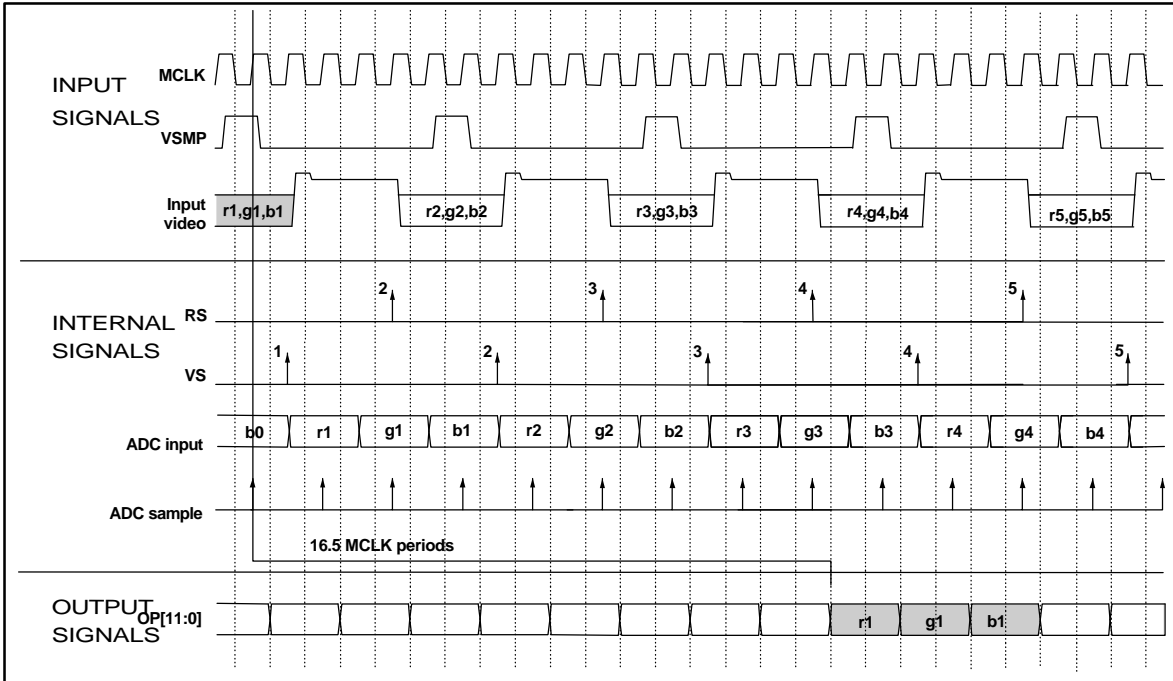 INPUT
SIGNALS
MCLK
VSMP
Input
video
r1,g1,b1
r2,g2,b2
r3,g3,b3
r4,g4,b4
r5,g5,b5
INTERNAL
SIGNALS
RS
2
3
4
5
VS
1
2
3
4
5
ADC input
b0
r1
g1
b1
r2
g2
b2
r3
g3
b3
r4
g4
b4
ADC sample
16.5 MCLK periods
OUTPUT
SIGNALS
OP[11:0]
r1
g1
b1